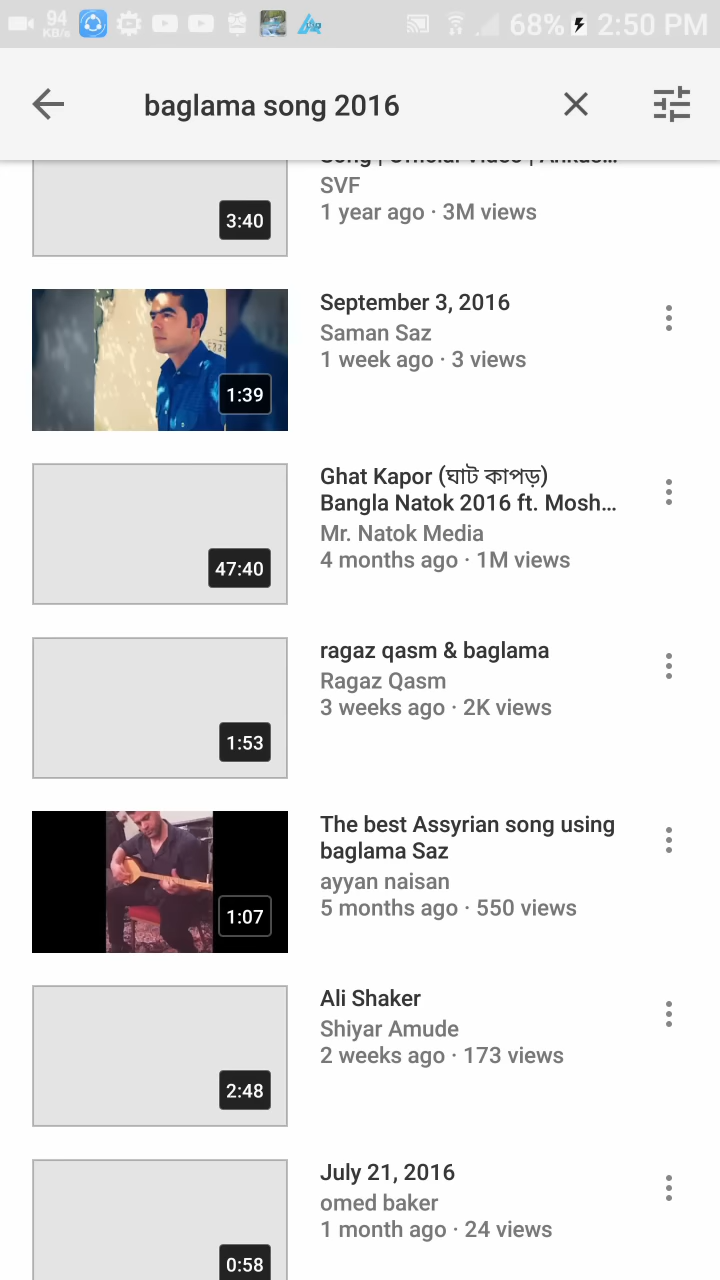 94
KB/s
68%
2:50 PM
baglama song 2016
Song | Official Video | Ankus...
SVF
1 year ago · 3M views
3:40
September 3, 2016
Saman Saz
1 week ago · 3 views
1:39
Ghat Kapor (ঘাট কাপড়)
Bangla Natok 2016 ft. Mosh...
Mr. Natok Media
4 months ago · 1M views
47:40
ragaz qasm & baglama
Ragaz Qasm
3 weeks ago · 2K views
1:53
The best Assyrian song using
baglama Saz
ayyan naisan
5 months ago · 550 views
1:07
Ali Shaker
Shiyar Amude
2 weeks ago · 173 views
2:48
July 21, 2016
omed baker
1 month ago · 24 views
0:58